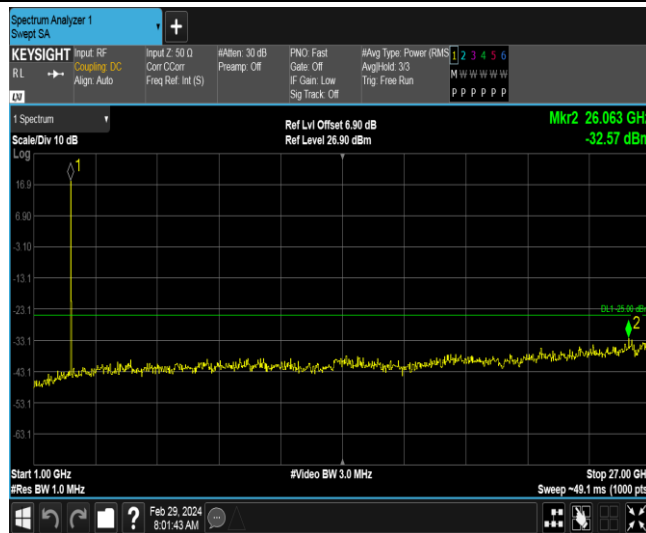 Spectrum Analyzer 1
Swept SA
+
KEYSIGHT Input: RF Input Z: 50 Ω #Atten: 30 dB PNO: Fast #Avg Type: Power (RMS 1 2 3 4 5 6
RL Coupling: DC Corr CCorr Preamp: Off Gate: Off Avg|Hold: 3/3 M W W W W W
Align: Auto Freq Ref: Int (S) IF Gain: Low Trig: Free Run
Sig Track: Off P P P P P P
1 Spectrum
Ref Lvl Offset 6.90 dB Mkr2 26.063 GHz
Scale/Div 10 dB Ref Level 26.90 dBm -32.57 dBm
Log
1
16.9
6.90
-3.10
-13.1
-23.1
DL1 -25.00 dBm
2
-33.1
-43.1
-53.1
-63.1
Start 1.00 GHz #Video BW 3.0 MHz Stop 27.00 GHz
#Res BW 1.0 MHz Sweep ~49.1 ms (1000 pts
? Feb 29, 2024
8:01:43 AM